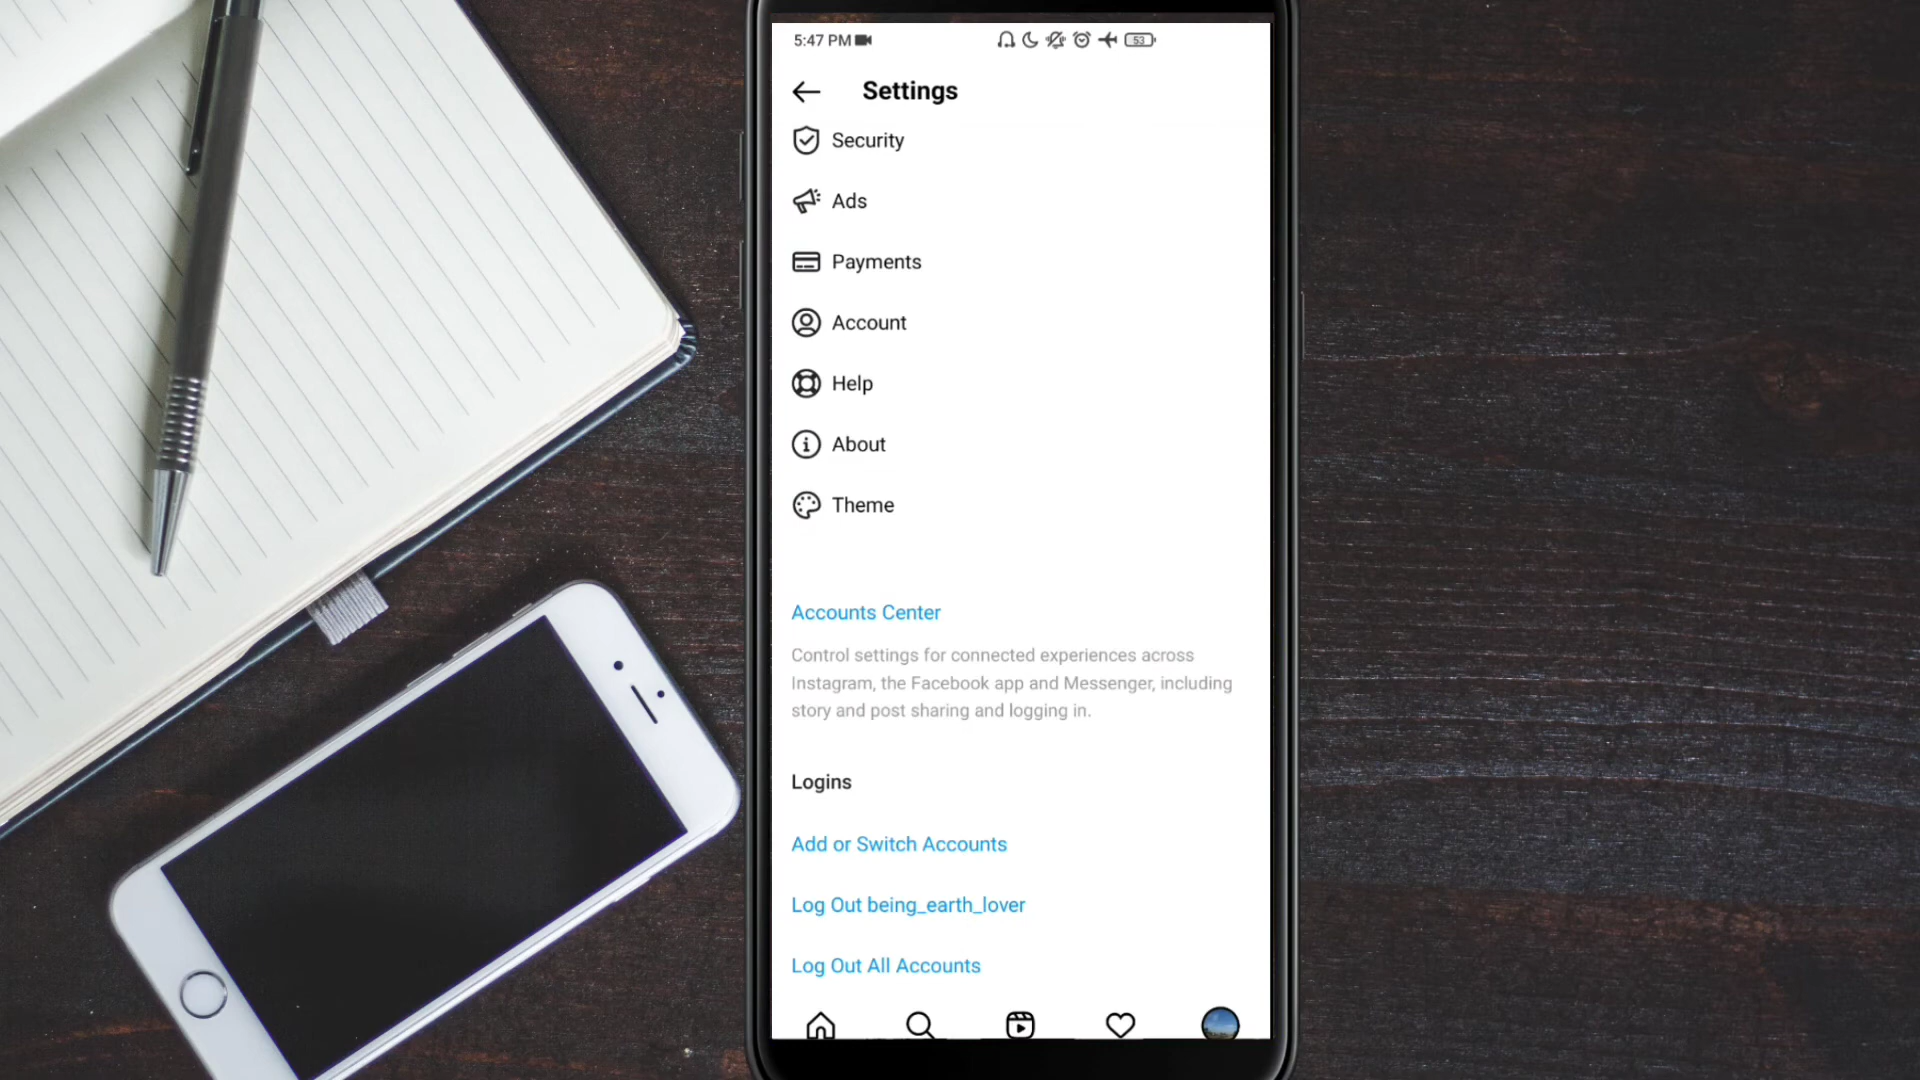 5:47 PM
53
Settings
Security
Ads
Payments
Account
Help
About
Theme
Accounts Center
Control settings for connected experiences across
Instagram, the Facebook app and Messenger, including
story and post sharing and logging in.
Logins
Add or Switch Accounts
Log Out being_earth_lover
Log Out All Accounts